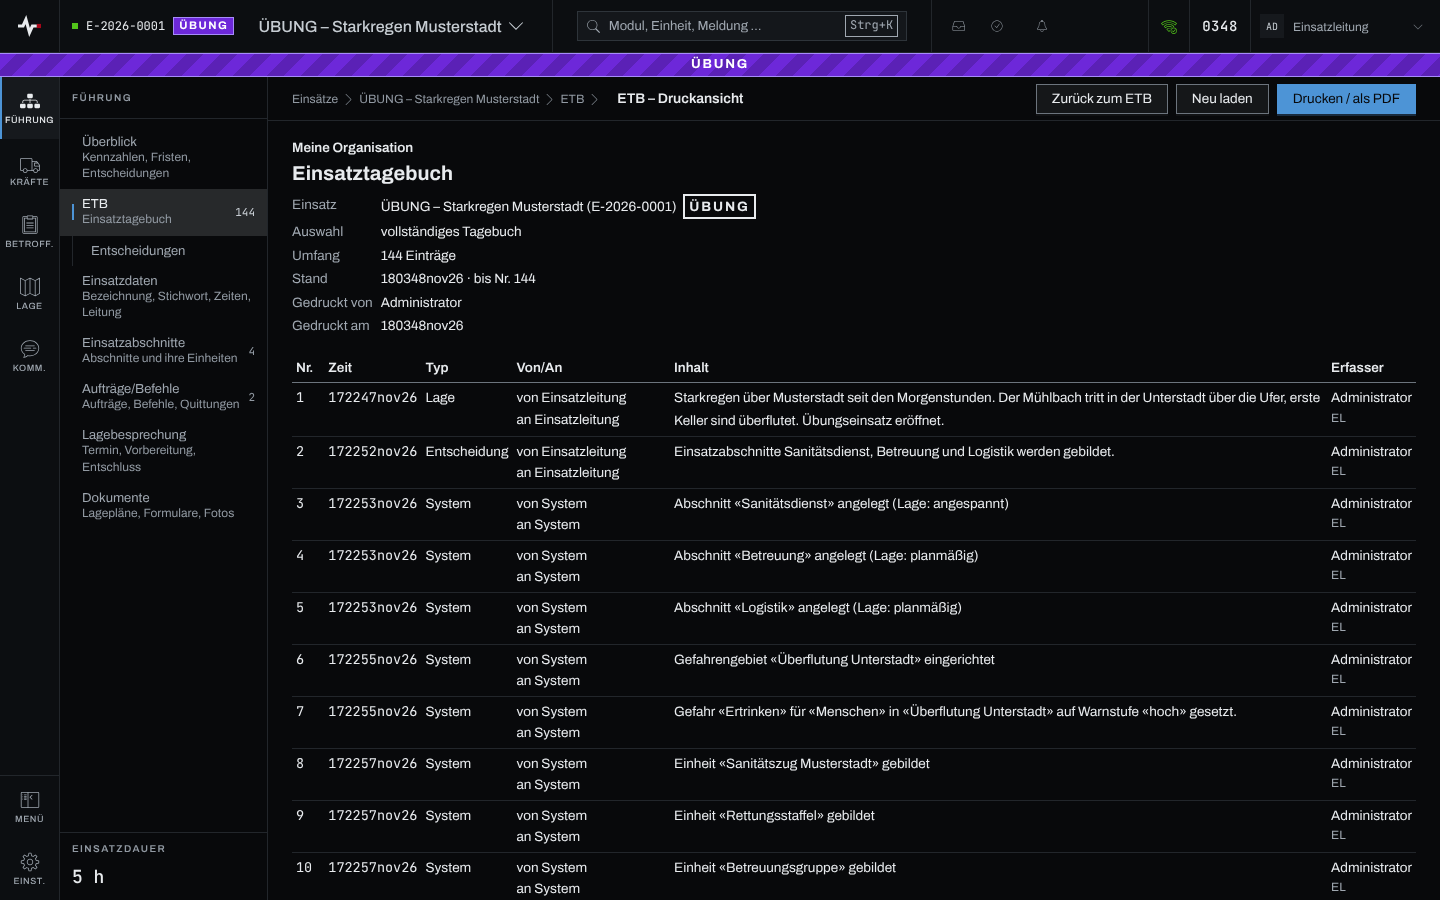 E-2026-0001 ÜBUNG ÜBUNG – Starkregen Musterstadt Modul, Einheit, Meldung ... Strg+K 0348 AD Einsatzleitung
ÜBUNG
FÜHRUNG
KRÄFTE
BETROFF.
LAGE
KOMM.
MENÜ
EINST.
FÜHRUNG
Überblick
Kennzahlen, Fristen,
Entscheidungen
ETB
Einsatztagebuch 144
Entscheidungen
Einsatzdaten
Bezeichnung, Stichwort, Zeiten,
Leitung
Einsatzabschnitte
Abschnitte und ihre Einheiten 4
Aufträge/Befehle
Aufträge, Befehle, Quittungen 2
Lagebesprechung
Termin, Vorbereitung,
Entschluss
Dokumente
Lagepläne, Formulare, Fotos
EINSATZDAUER
5 h
Einsätze ÜBUNG – Starkregen Musterstadt ETB ETB – Druckansicht Zurück zum ETB Neu laden Drucken / als PDF
Meine Organisation
Einsatztagebuch
Einsatz ÜBUNG – Starkregen Musterstadt (E-2026-0001) ÜBUNG
Auswahl vollständiges Tagebuch
Umfang 144 Einträge
Stand 180348nov26 · bis Nr. 144
Gedruckt von Administrator
Gedruckt am 180348nov26
Nr. Zeit Typ Von/An Inhalt Erfasser
1 172247nov26 Lage von Einsatzleitung Starkregen über Musterstadt seit den Morgenstunden. Der Mühlbach tritt in der Unterstadt über die Ufer, erste Administrator
an Einsatzleitung Keller sind überflutet. Übungseinsatz eröffnet. EL
2 172252nov26 Entscheidung von Einsatzleitung Einsatzabschnitte Sanitätsdienst, Betreuung und Logistik werden gebildet. Administrator
an Einsatzleitung EL
3 172253nov26 System von System Abschnitt «Sanitätsdienst» angelegt (Lage: angespannt) Administrator
an System EL
4 172253nov26 System von System Abschnitt «Betreuung» angelegt (Lage: planmäßig) Administrator
an System EL
5 172253nov26 System von System Abschnitt «Logistik» angelegt (Lage: planmäßig) Administrator
an System EL
6 172255nov26 System von System Gefahrengebiet «Überflutung Unterstadt» eingerichtet Administrator
an System EL
7 172255nov26 System von System Gefahr «Ertrinken» für «Menschen» in «Überflutung Unterstadt» auf Warnstufe «hoch» gesetzt. Administrator
an System EL
8 172257nov26 System von System Einheit «Sanitätszug Musterstadt» gebildet Administrator
an System EL
9 172257nov26 System von System Einheit «Rettungsstaffel» gebildet Administrator
an System EL
10 172257nov26 System von System Einheit «Betreuungsgruppe» gebildet Administrator
an System EL